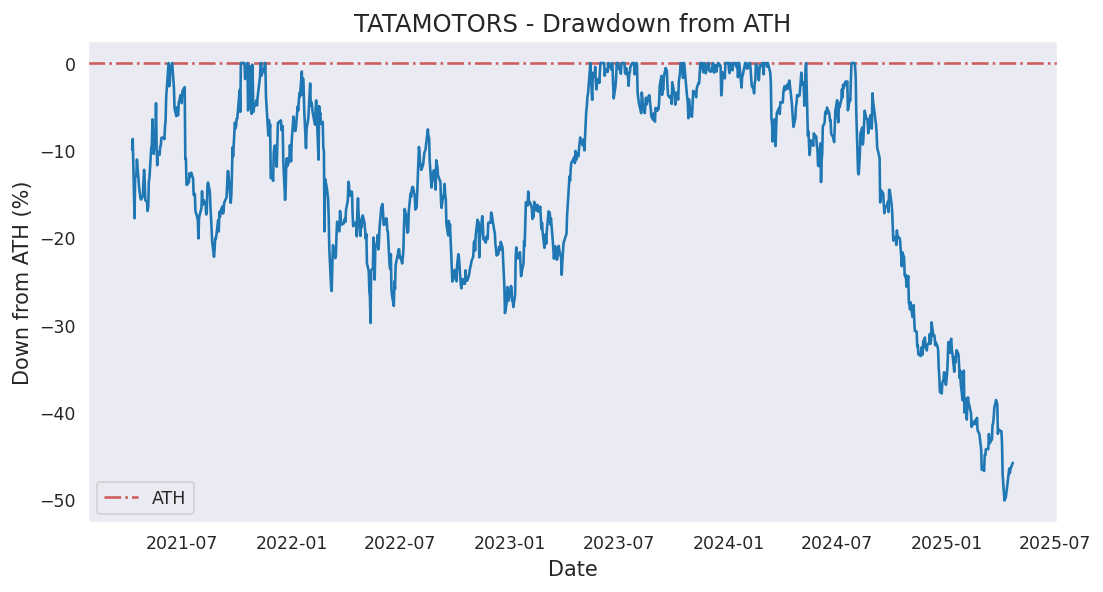 TATAMOTORS - Drawdown from ATH
Down from ATH (%)
0
−10
−20
−30
−40
−50
ATH
2021-07 2022-01 2022-07 2023-01 2023-07 2024-01 2024-07 2025-01 2025-07
Date